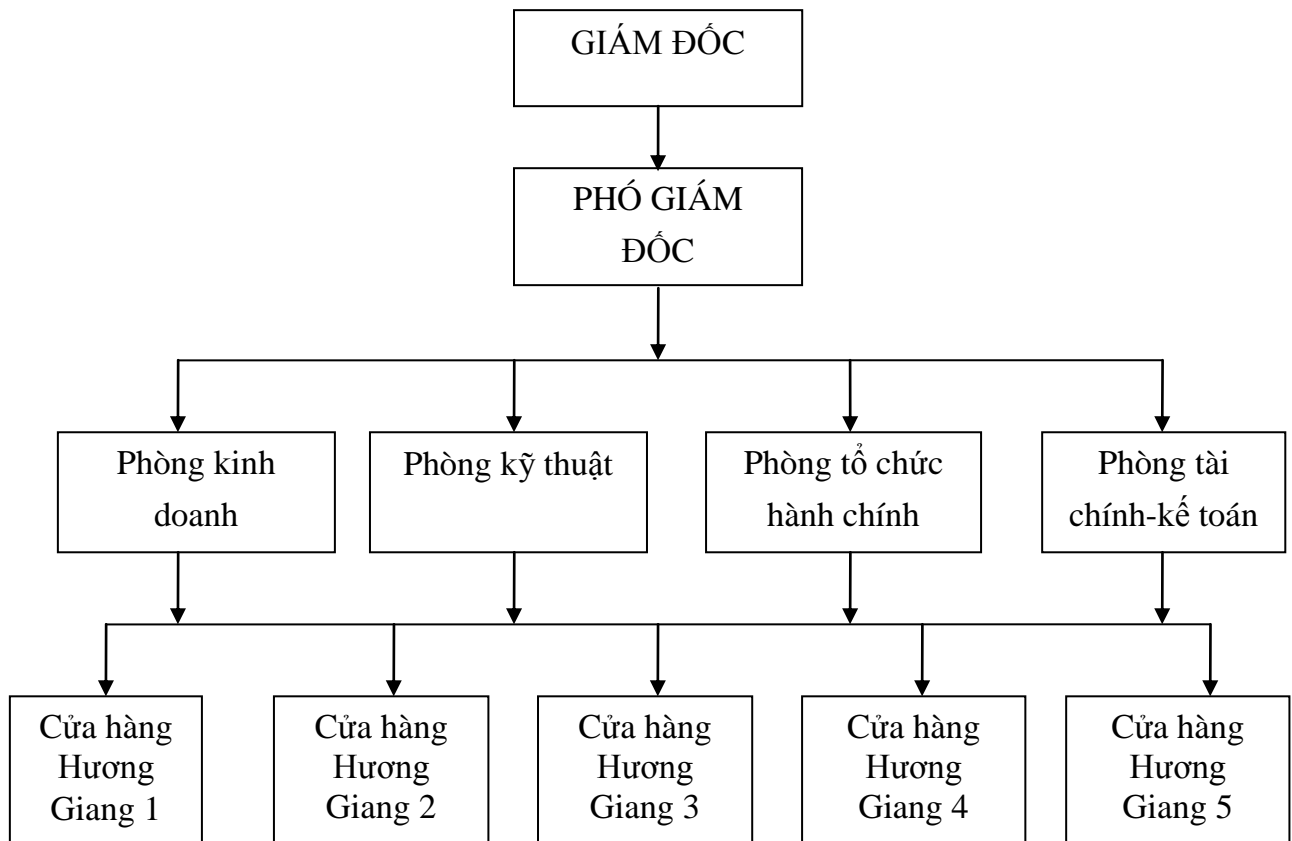 GIÁM ĐỐC
PHÓ GIÁM
ĐỐC
Phòng kinh
doanh
Phòng kỹ thuật
Phòng tổ chức
hành chính
Phòng tài
chính-kế toán
Cửa hàng
Hương
Giang 1
Cửa hàng
Hương
Giang 2
Cửa hàng
Hương
Giang 3
Cửa hàng
Hương
Giang 4
Cửa hàng
Hương
Giang 5